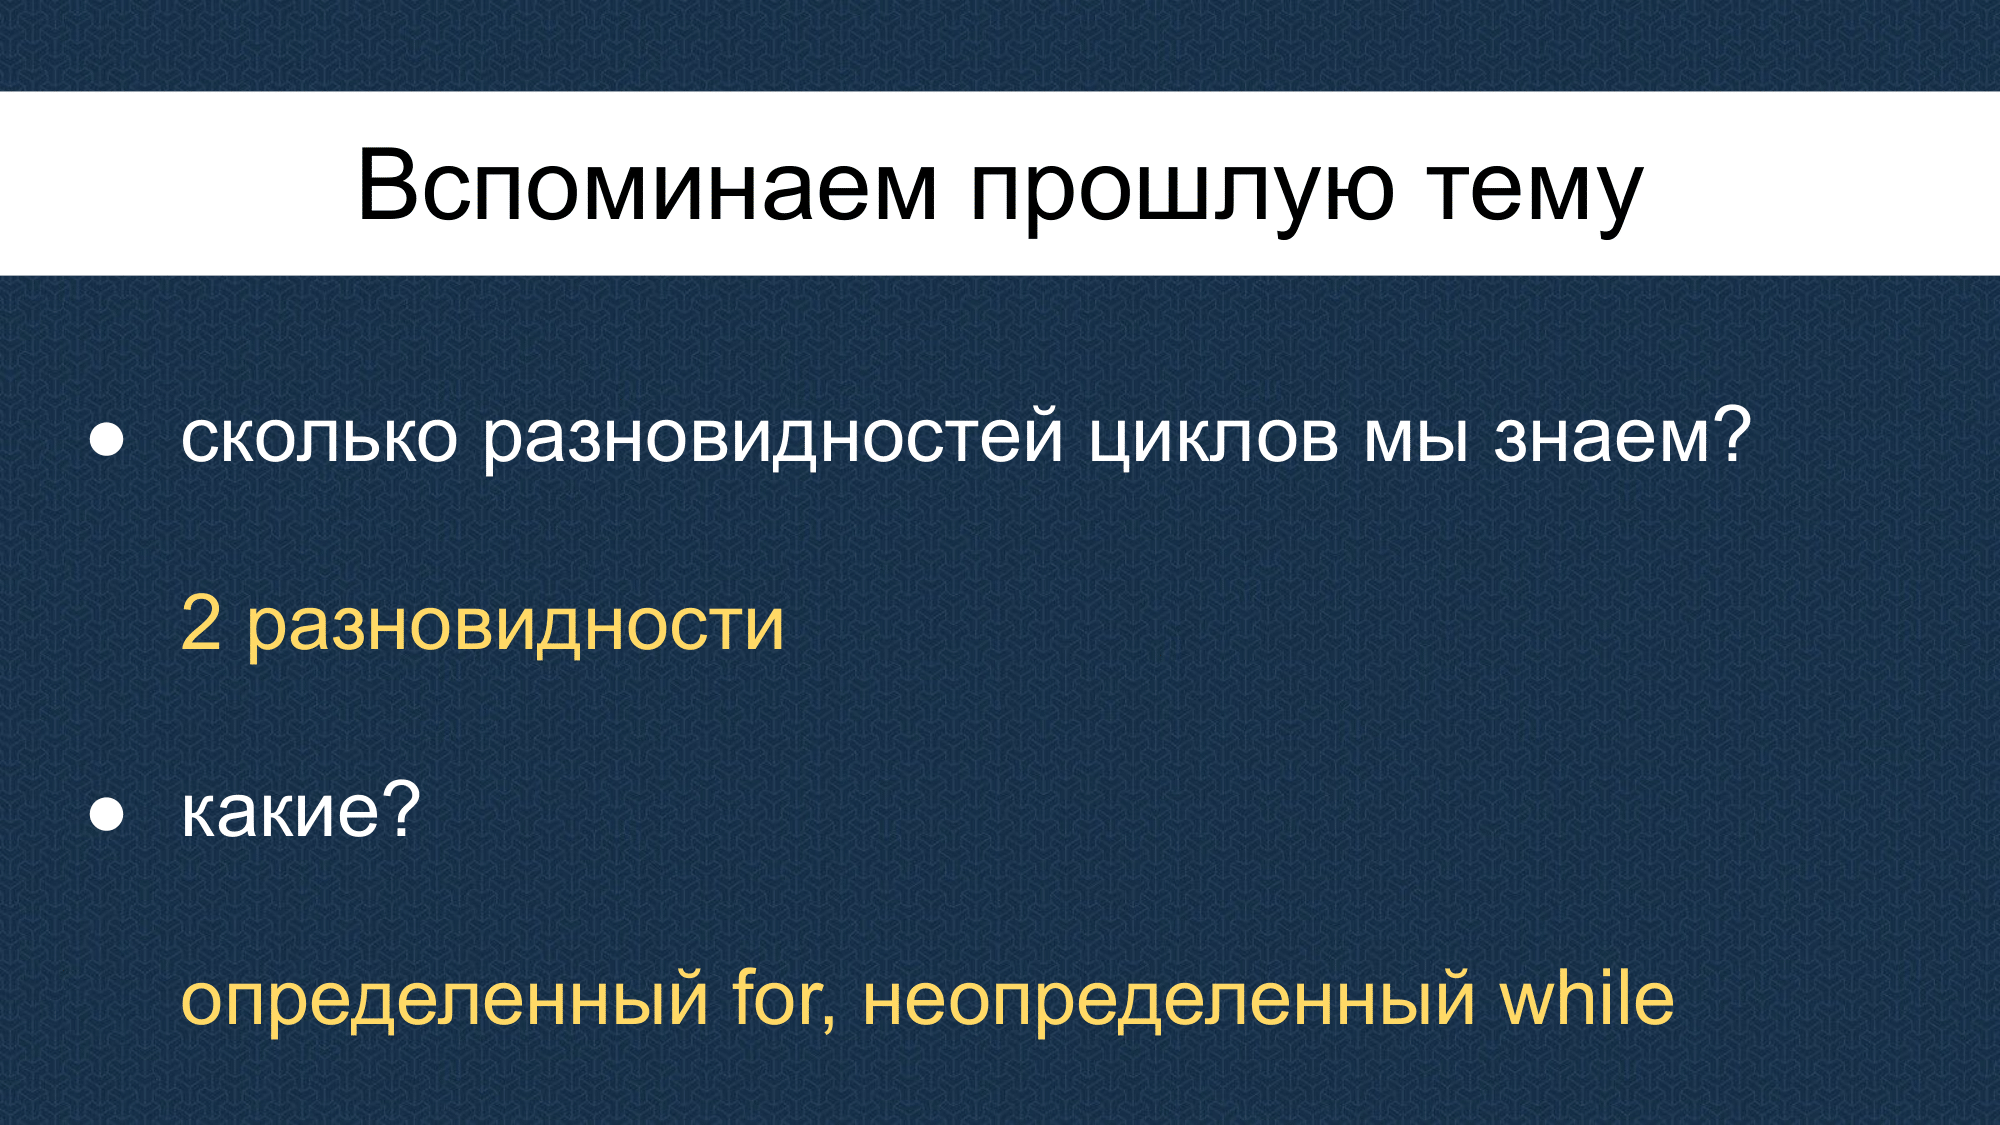 Вспоминаем прошлую тему
● сколько разновидностей циклов мы знаем?
2 разновидности
● какие?
определенный for, неопределенный while